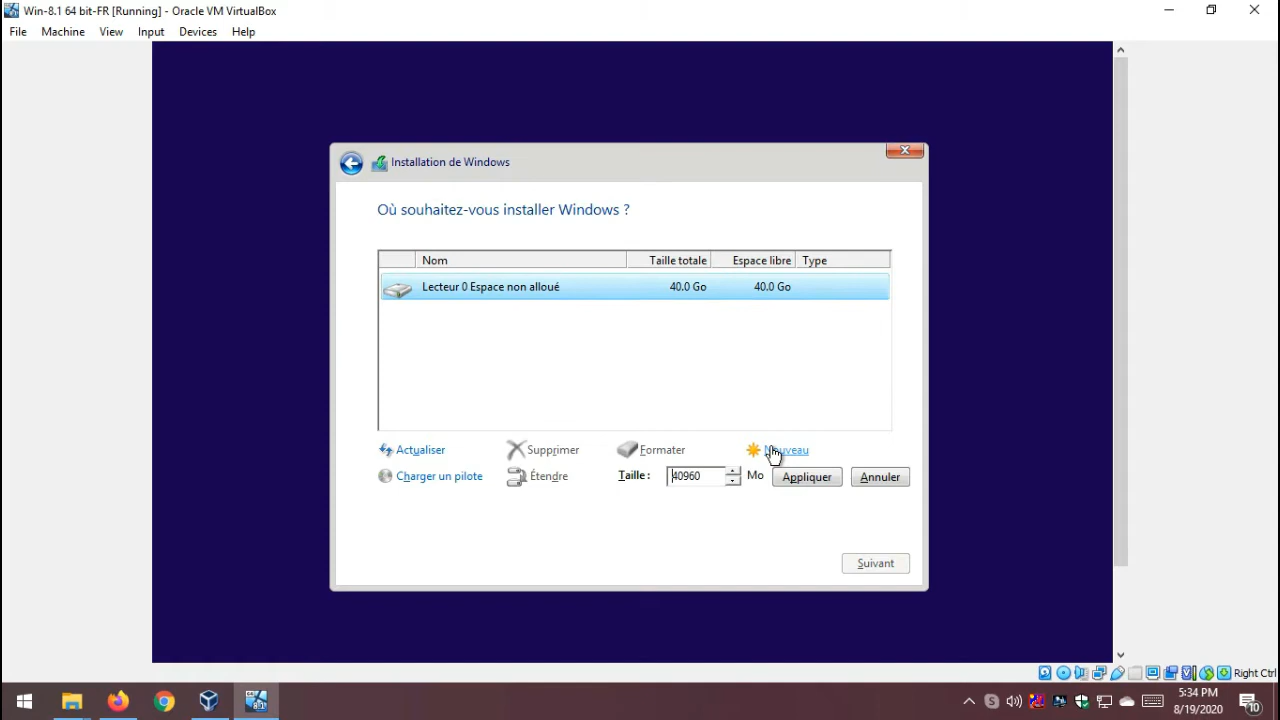 Win-8.1 64 bit-FR [Running] - Oracle VM VirtualBox
File Machine View Input Devices Help
Installation de Windows
Où souhaitez-vous installer Windows ?
Nom Taille totale Espace libre Type
Lecteur 0 Espace non alloué 40.0 Go 40.0 Go
Actualiser Supprimer Formater Nouveau
Charger un pilote Étendre Taille : 40960 Mo Appliquer Annuler
Suivant
Right Ctrl
5:34 PM
8/19/2020
10